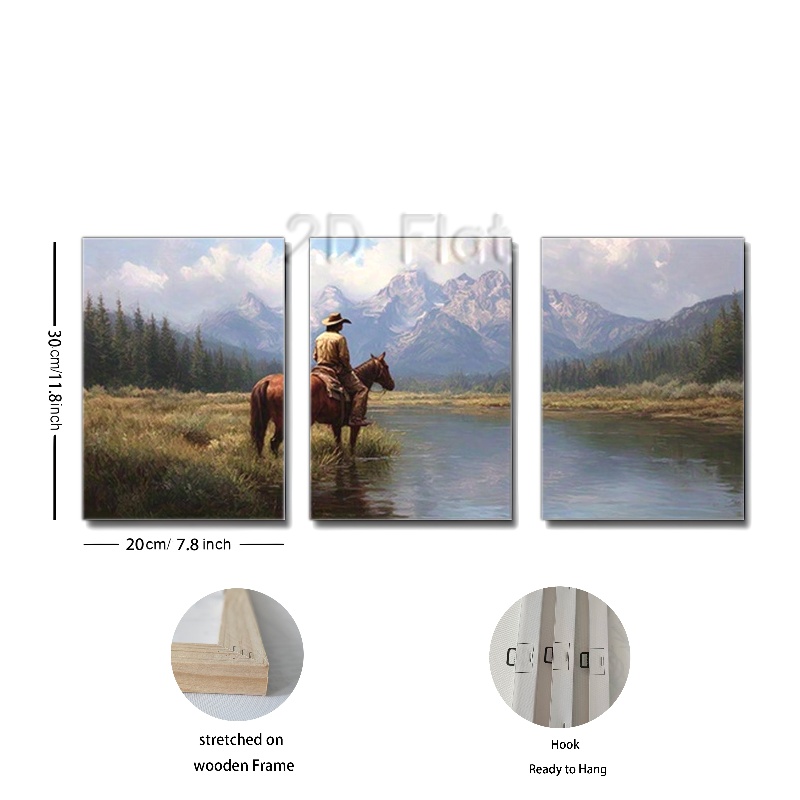 2D Flat
30cm/11.8inch
20cm/ 7.8 inch
stretched on
wooden Frame
Hook
Ready to Hang